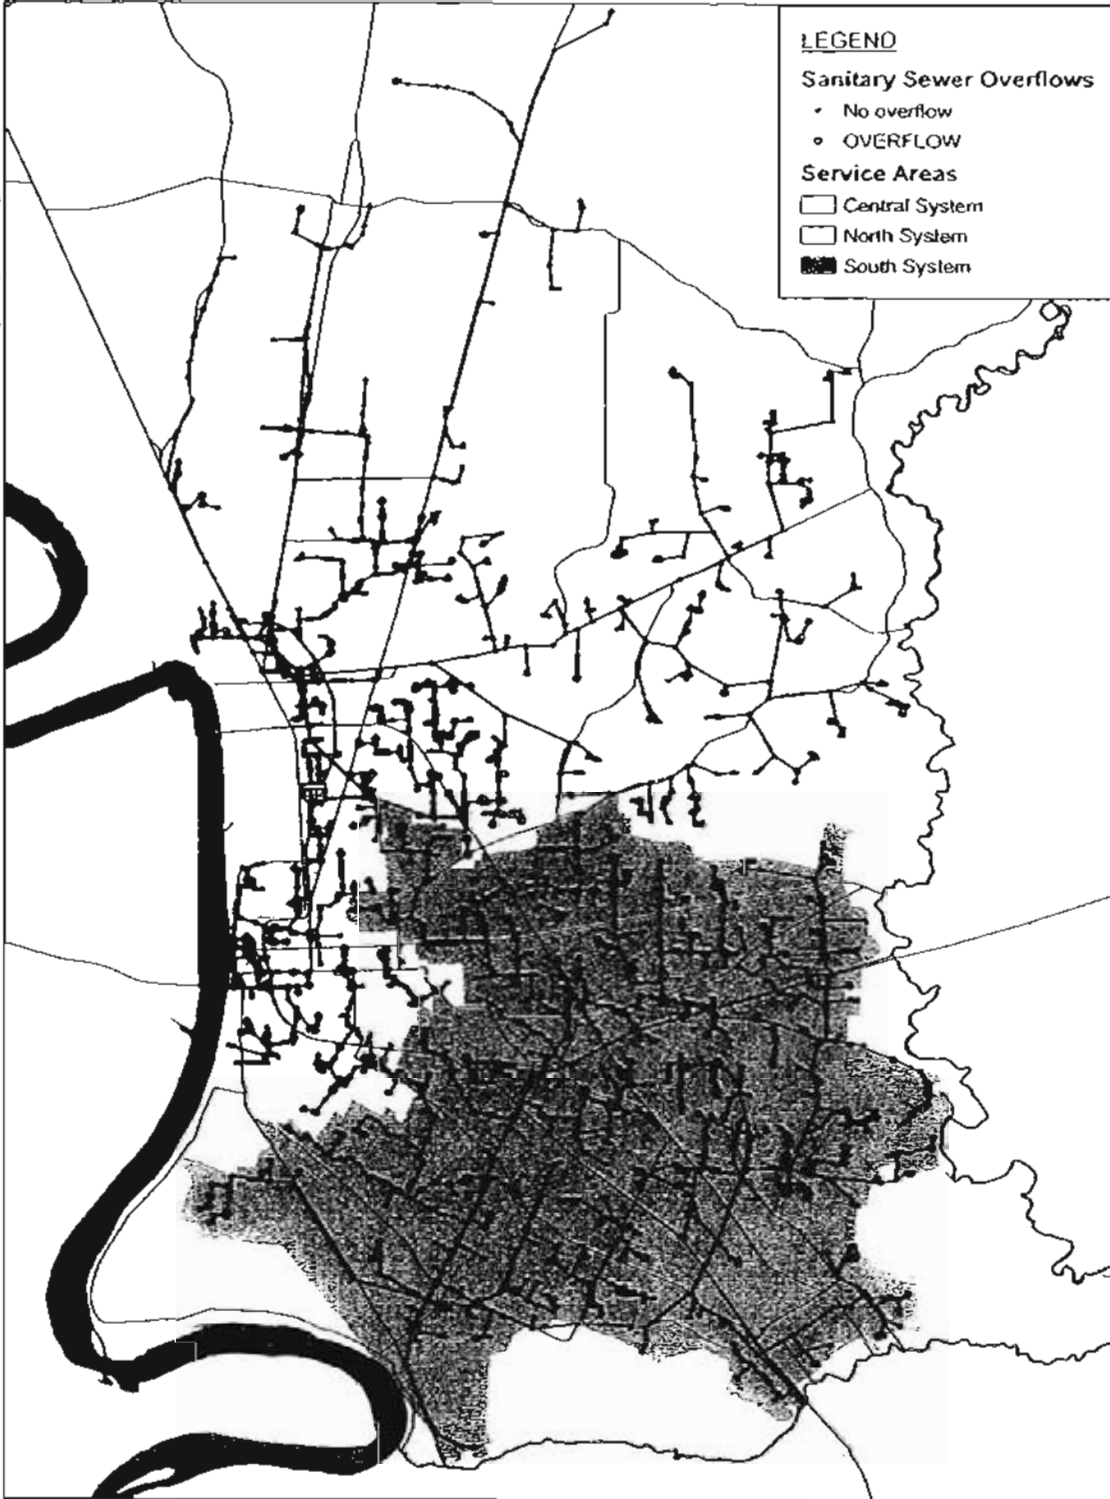 LEGEND
Sanitary Sewer Overflows
No overflow
OVERFLOW
Service Areas
Central System
North System
South System